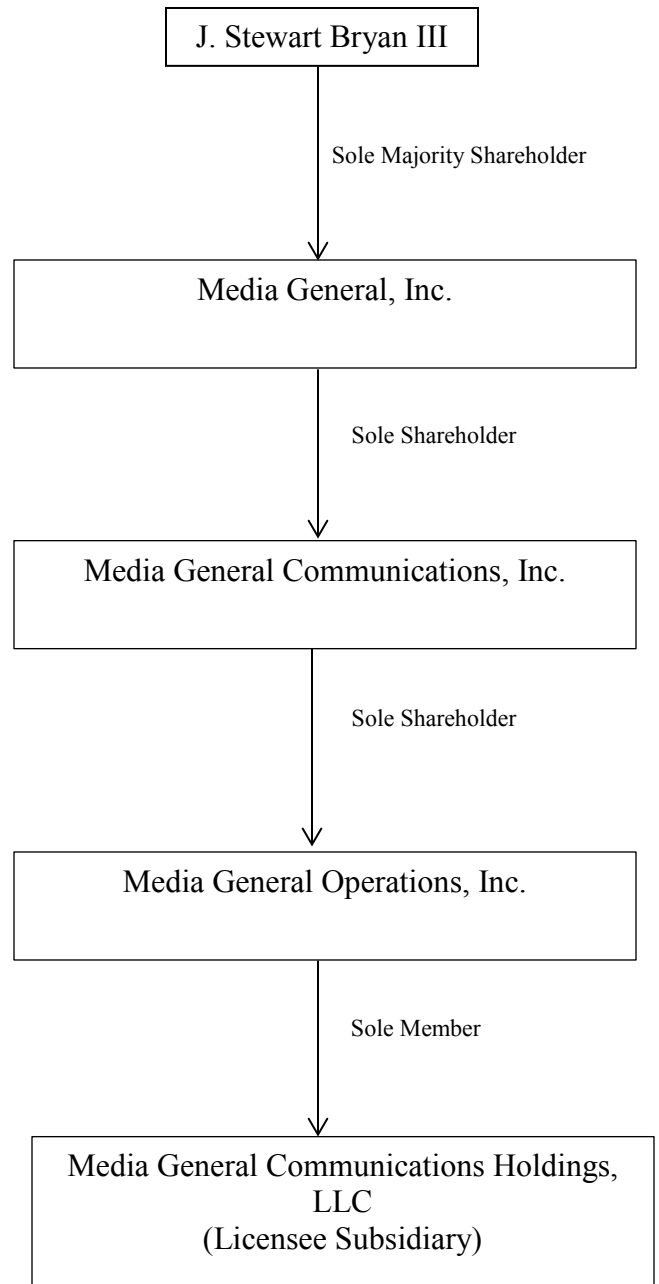 J. Stewart Bryan III
Sole Majority Shareholder
Media General, Inc.
Sole Shareholder
Media General Communications, Inc.
Sole Shareholder
Media General Operations, Inc.
Sole Member
Media General Communications Holdings,
LLC
(Licensee Subsidiary)